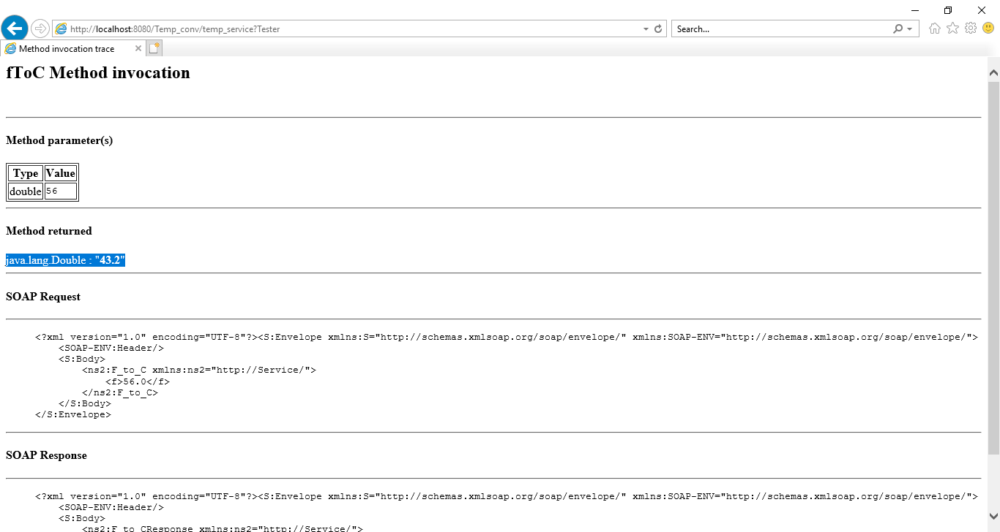 http://localhost:8080/Temp_conv/temp_service?Tester
Search...
Method invocation trace
fToC Method invocation
Method parameter(s)
Type Value
double 56
Method returned
java.lang.Double : "43.2"
SOAP Request
<?xml version="1.0" encoding="UTF-8"?><S:Envelope xmlns:S="http://schemas.xmlsoap.org/soap/envelope/" xmlns:SOAP-ENV="http://schemas.xmlsoap.org/soap/envelope/">
<SOAP-ENV:Header/>
<S:Body>
<ns2:F_to_C xmlns:ns2="http://Service/">
<f>56.0</f>
</ns2:F_to_C>
</S:Body>
</S:Envelope>
SOAP Response
<?xml version="1.0" encoding="UTF-8"?><S:Envelope xmlns:S="http://schemas.xmlsoap.org/soap/envelope/" xmlns:SOAP-ENV="http://schemas.xmlsoap.org/soap/envelope/">
<SOAP-ENV:Header/>
<S:Body>
<ns2:F_to_CResponse xmlns:ns2="http://Service/">